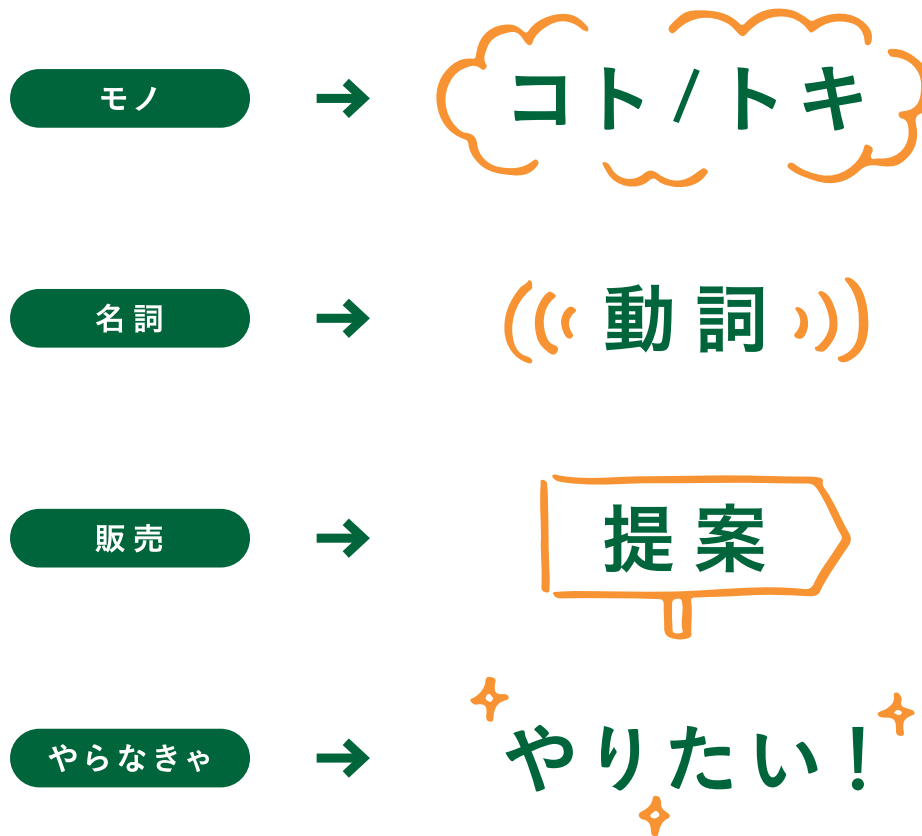 モノ → コト/トキ
名詞 → 動詞
販売 → 提案
やらなきゃ → やりたい!